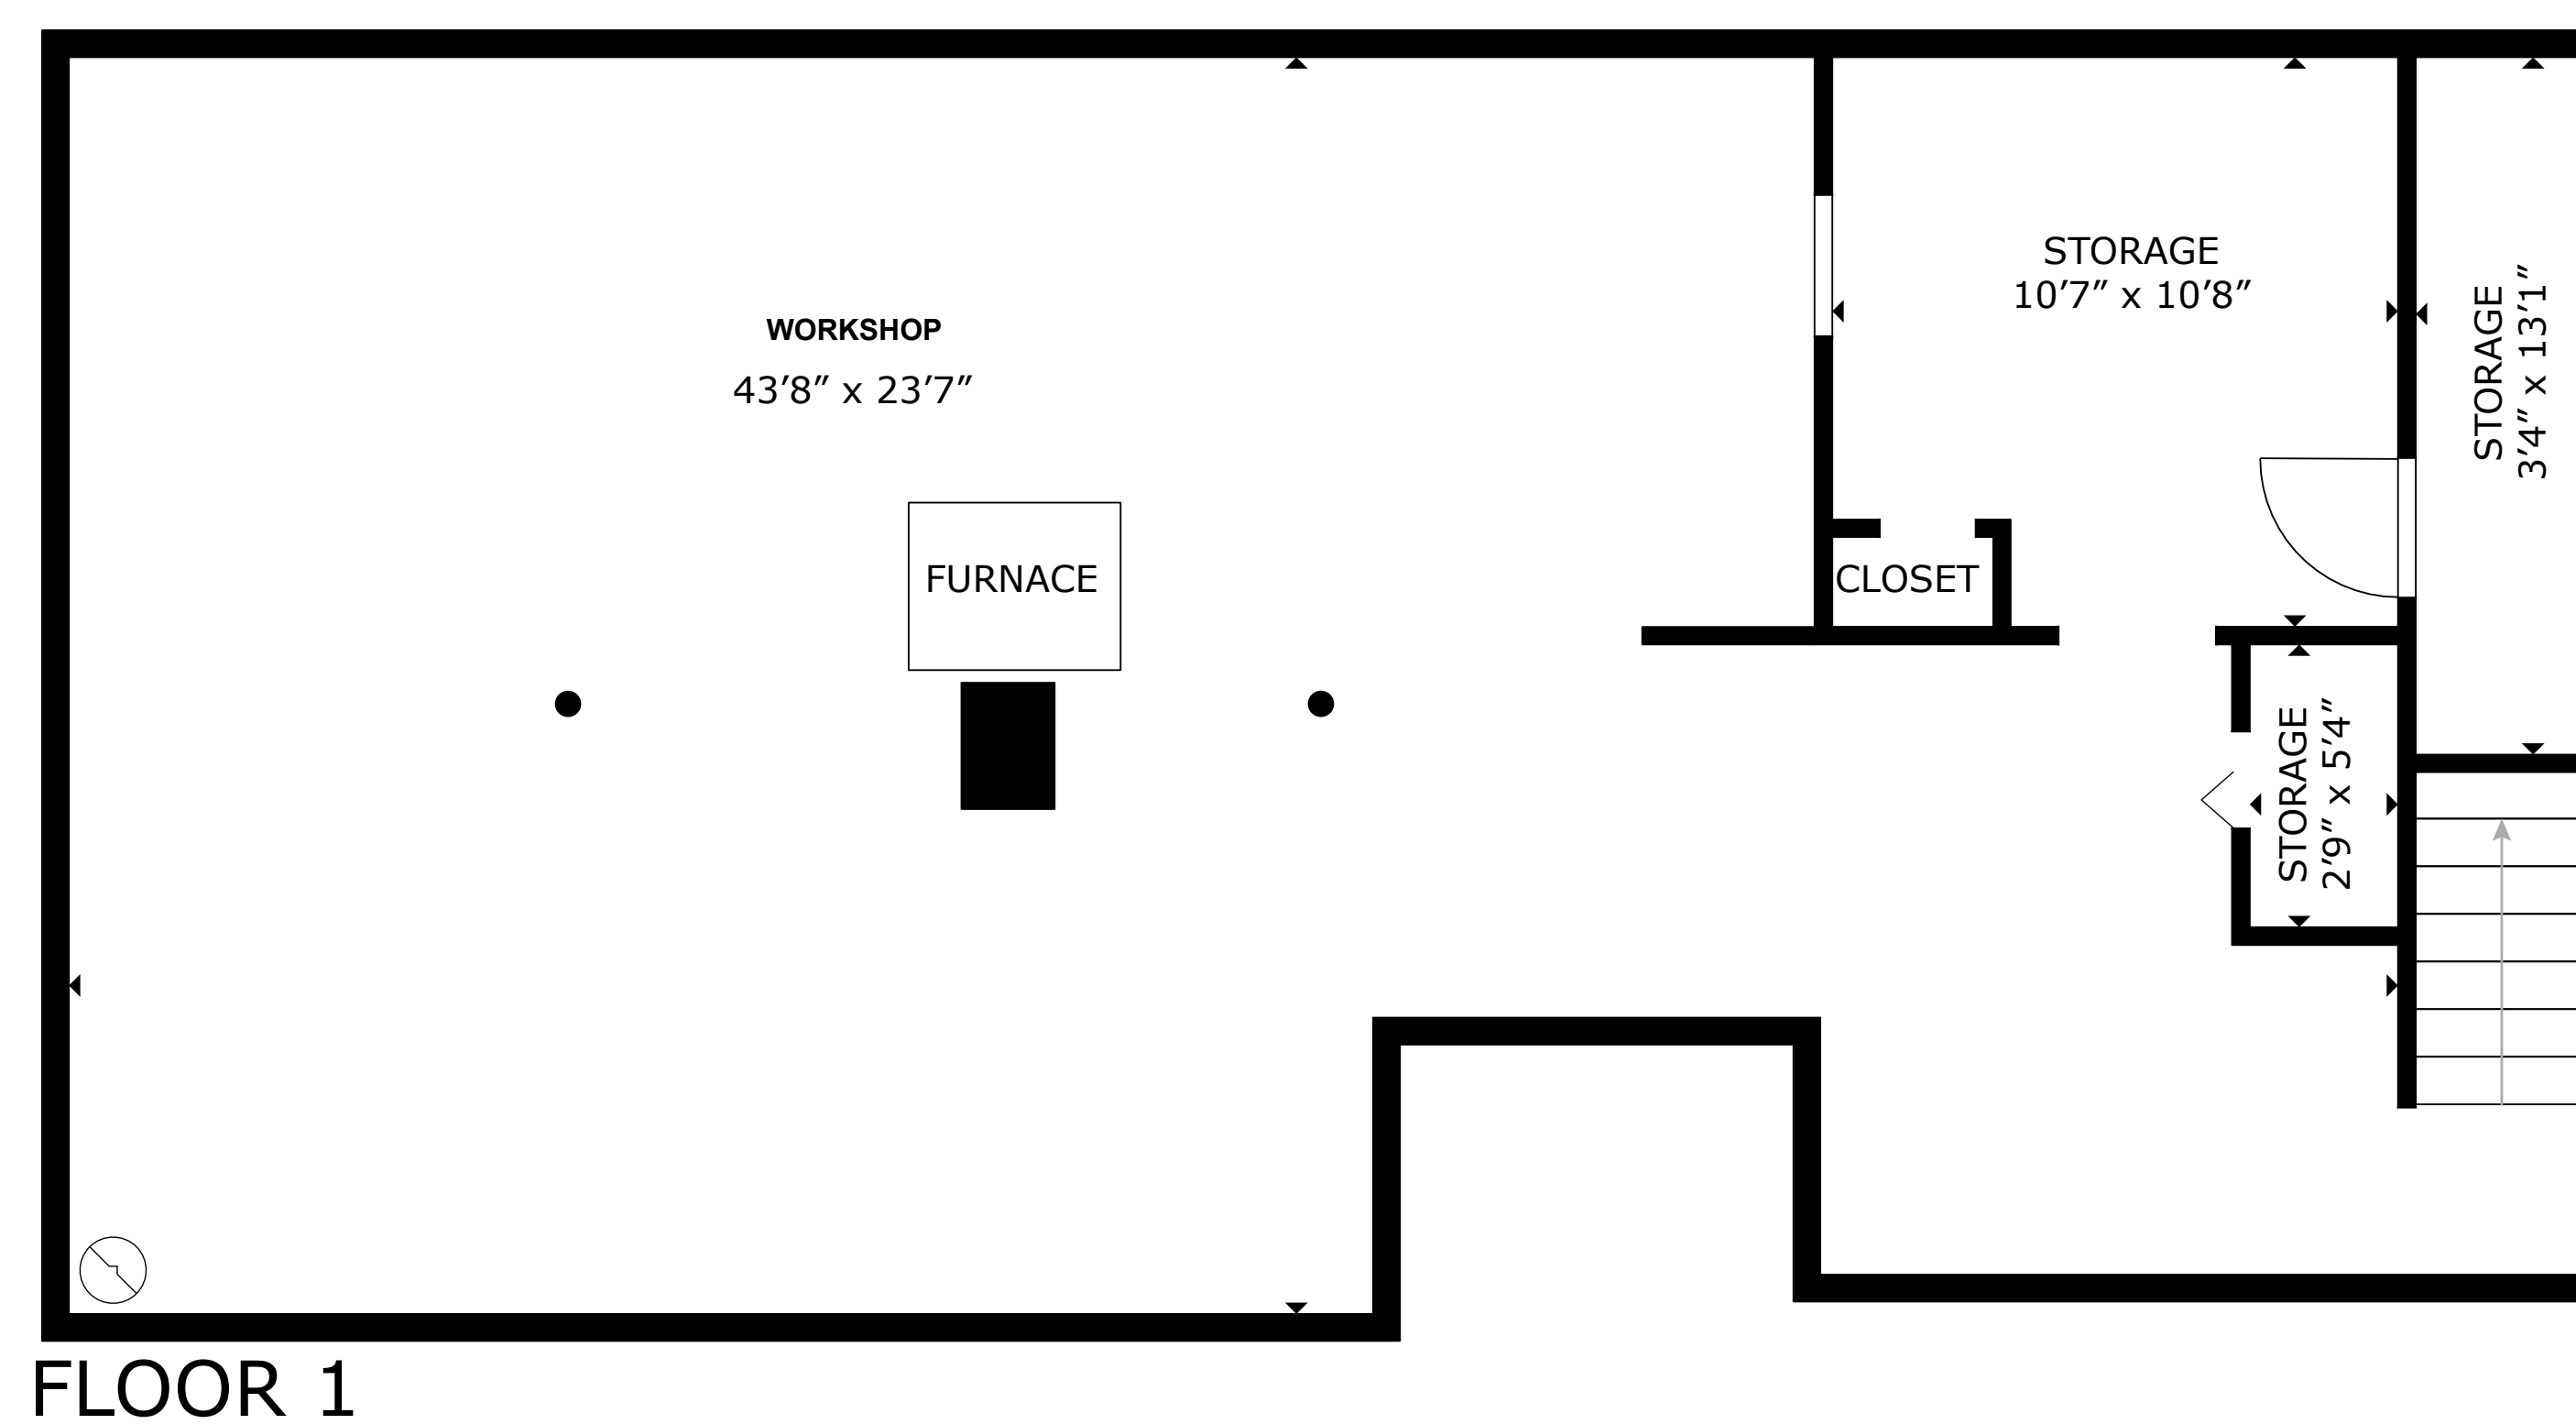 WORKSHOP
43′8″ x 23′7″
STORAGE
10′7″ x 10′8″
STORAGE
3′4″ x 13′1″
FURNACE
CLOSET
STORAGE
2′9″ x 5′4″
FLOOR 1